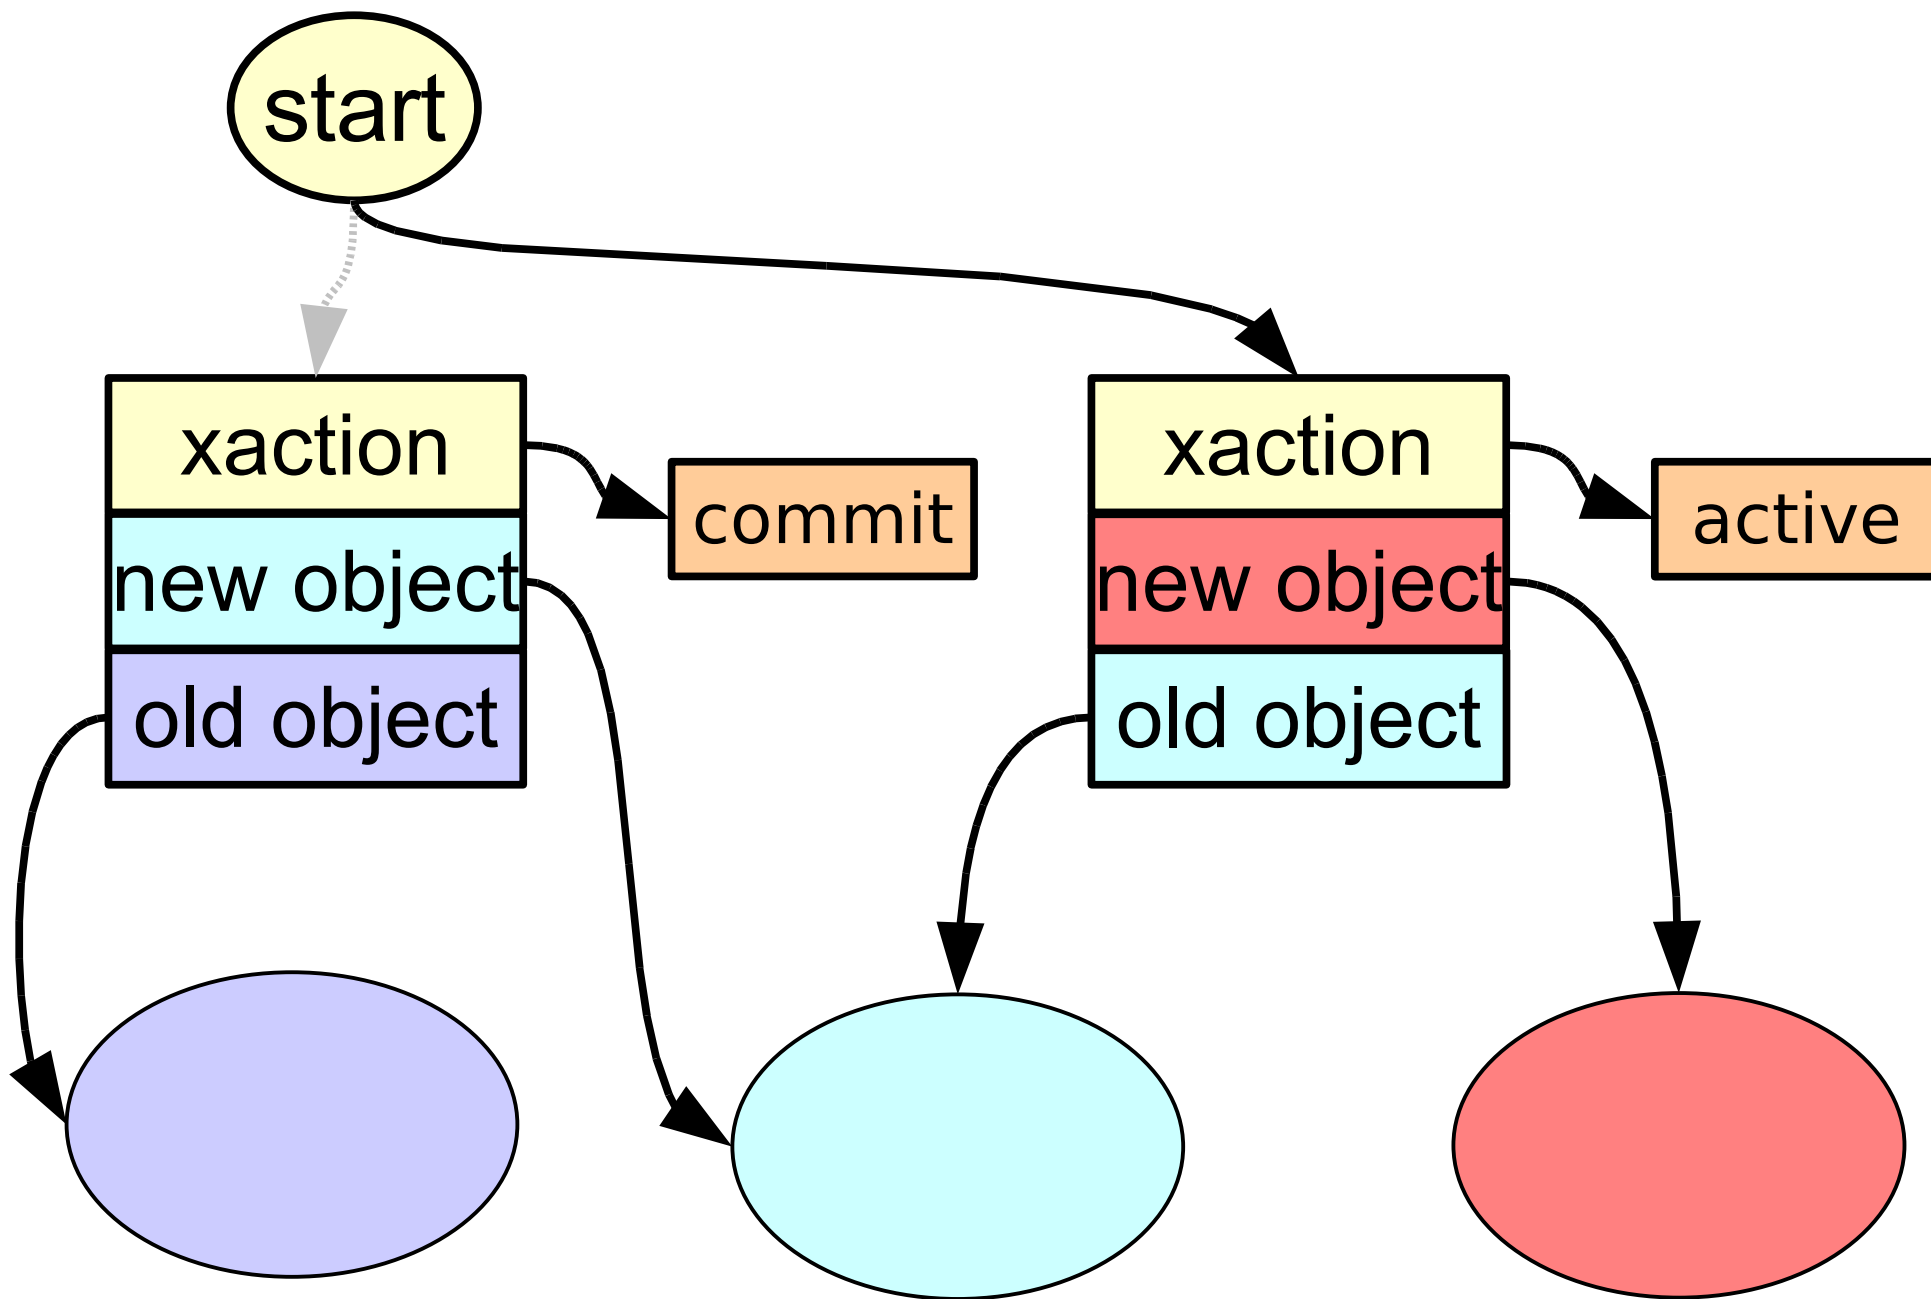 start
xaction
new object
old object
commit
xaction
new object
old object
active